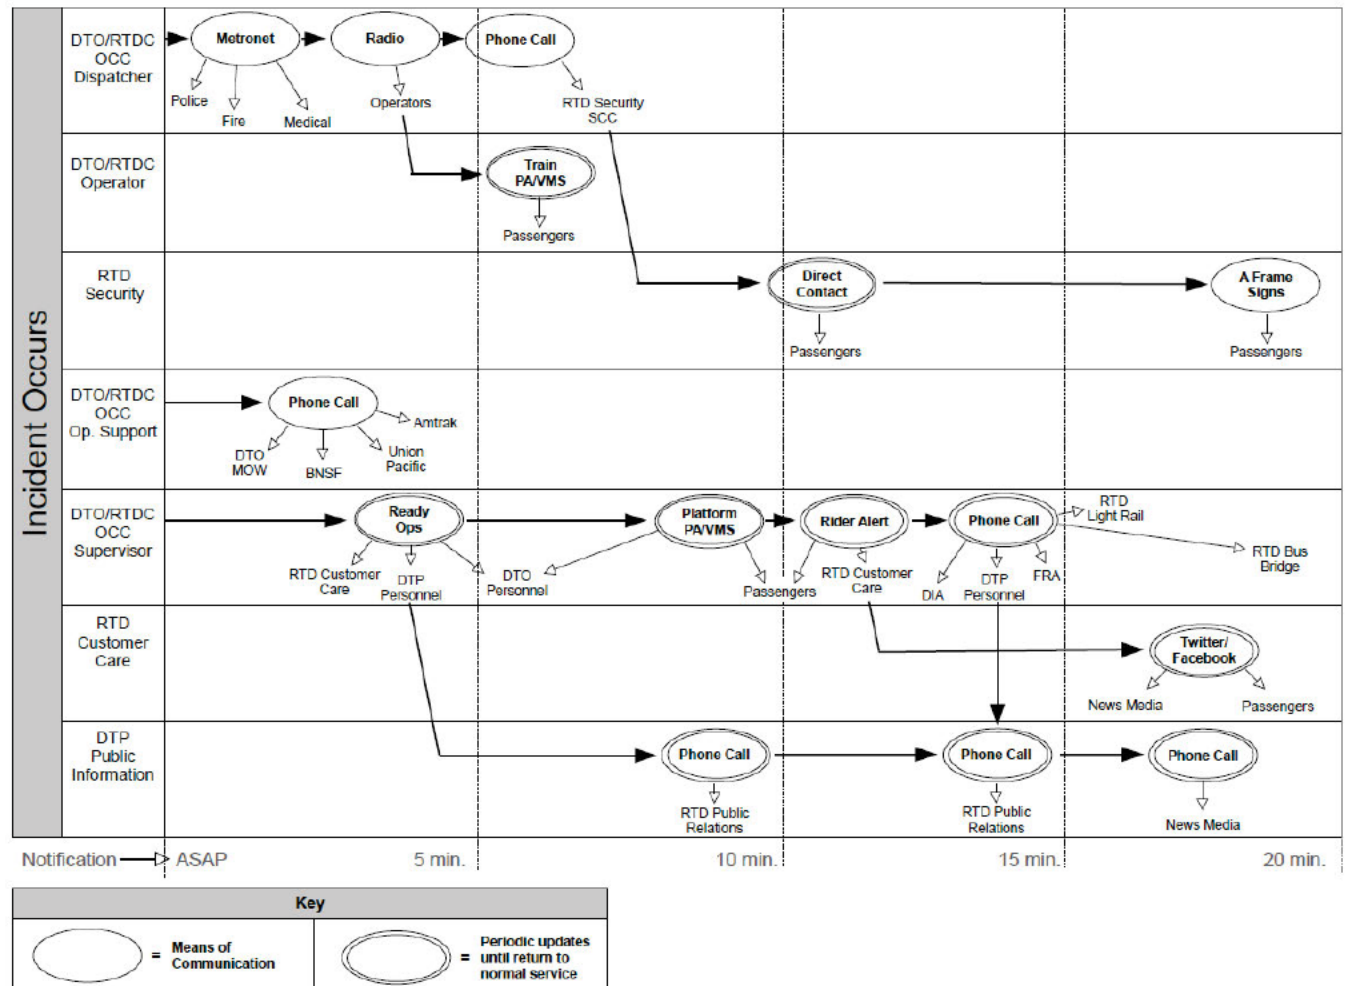 Incident Occurs
DTO/RTDC
OCC
Dispatcher
Metronet
Radio
Phone Call
Police
Fire
Medical
Operators
RTD Security
SCC
DTO/RTDC
Operator
Train
PA/VMS
Passengers
RTD
Security
Direct
Contact
Passengers
A Frame
Signs
Passengers
DTO/RTDC
OCC
Op. Support
Phone Call
Amtrak
DTO
MOW
BNSF
Union
Pacific
DTO/RTDC
OCC
Supervisor
Ready
Ops
Platform
PA/VMS
Rider Alert
Phone Call
RTD
Light Rail
RTD Bus
Bridge
RTD Customer
Care
DTP
Personnel
DTO
Personnel
Passengers
RTD Customer
Care
DIA
DTP
Personnel
FRA
RTD
Customer
Care
Twitter/
Facebook
News Media
Passengers
DTP
Public
Information
Phone Call
Phone Call
Phone Call
RTD Public
Relations
RTD Public
Relations
News Media
Notification
ASAP
5 min.
10 min.
15 min.
20 min.
Key
= Means of
Communication
Periodic updates
= until return to
normal service